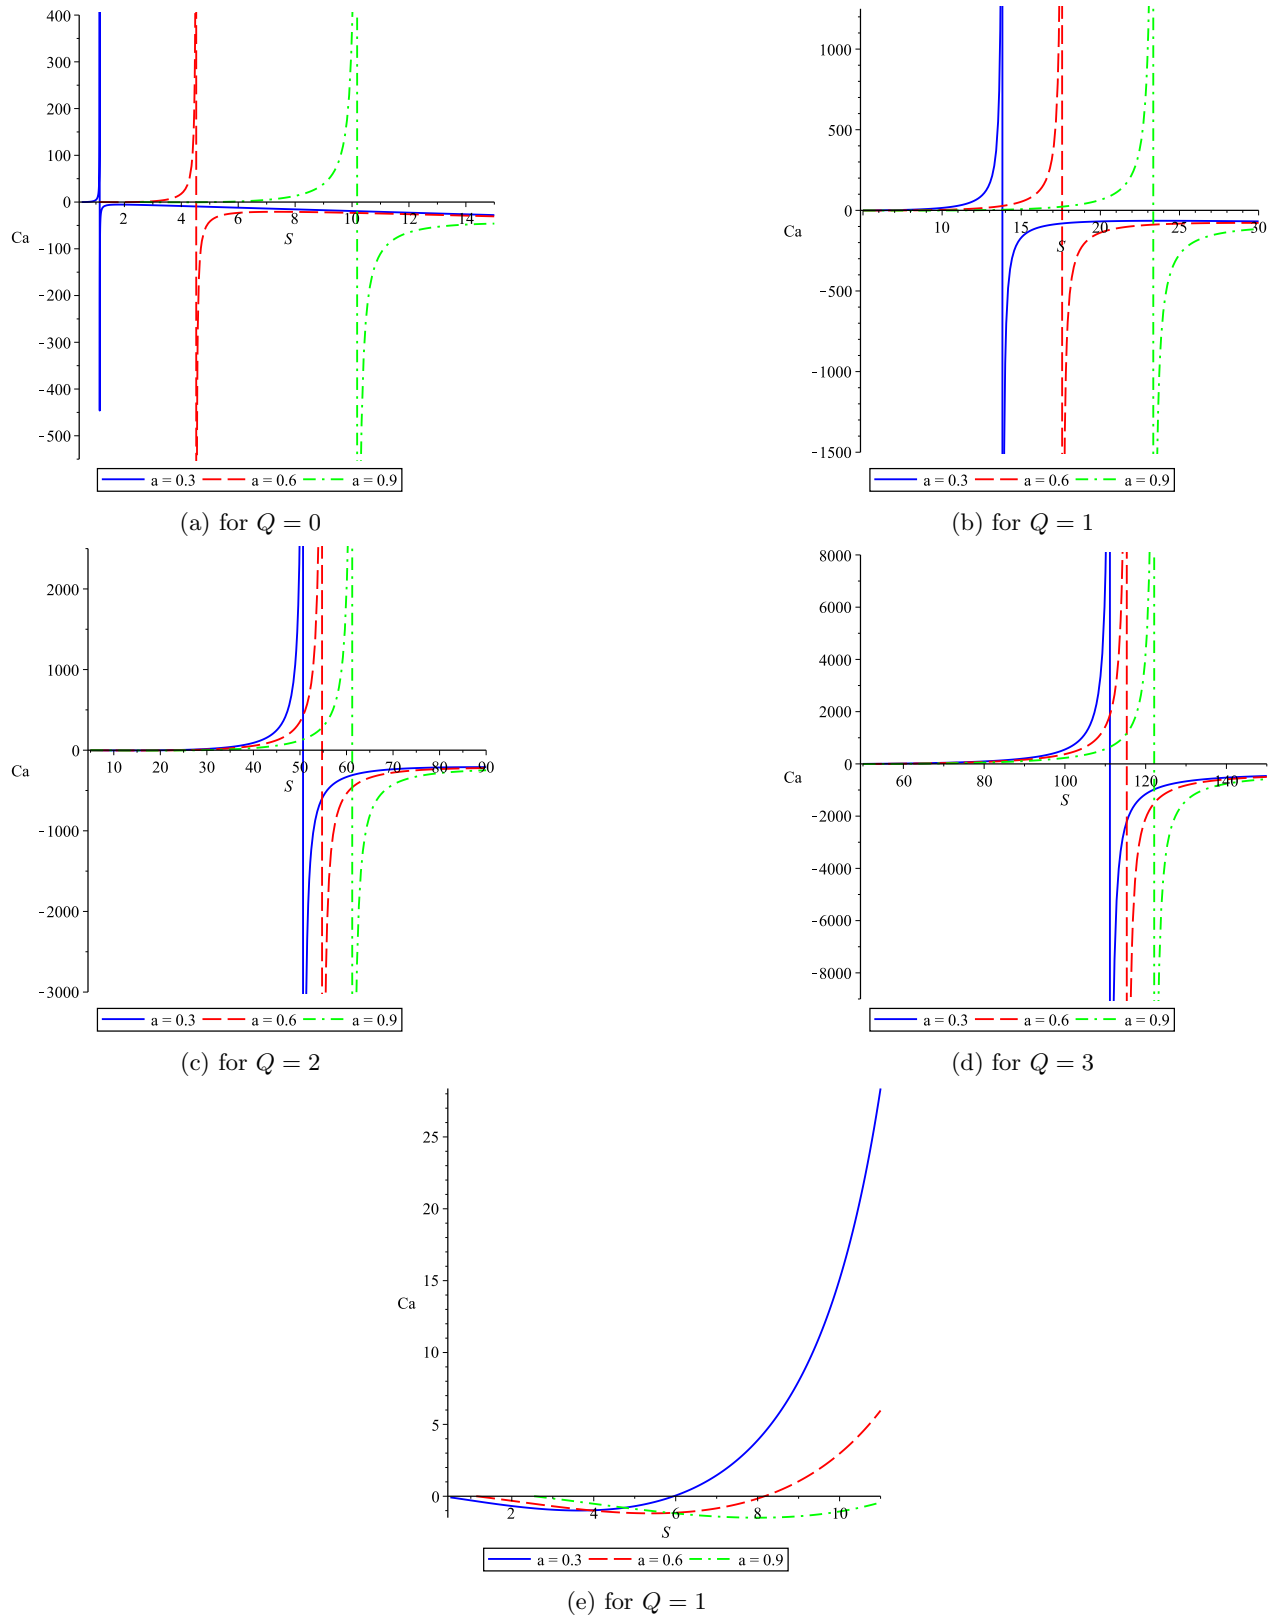 400
300
200
100
0
-100
-200
-300
-400
-500
Ca
2 4 6 8 10 12 14
S
a = 0.3 a = 0.6 a = 0.9
(a) for Q = 0
1000
500
0
-500
-1000
-1500
Ca
10 15 20 25 30
S
a = 0.3 a = 0.6 a = 0.9
(b) for Q = 1
2000
1000
0
-1000
-2000
-3000
Ca
10 20 30 40 50 60 70 80 90
S
a = 0.3 a = 0.6 a = 0.9
(c) for Q = 2
8000
6000
4000
2000
0
-2000
-4000
-6000
-8000
Ca
60 80 100 120 140
S
a = 0.3 a = 0.6 a = 0.9
(d) for Q = 3
25
20
15
10
5
0
Ca
1 2 4 6 8 10
S
a = 0.3 a = 0.6 a = 0.9
(e) for Q = 1